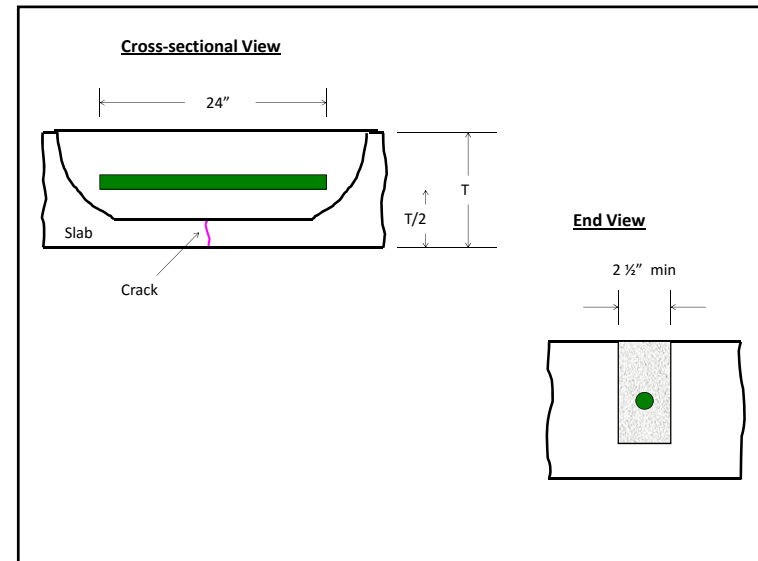 Cross-sectional View
24”
T
T/2
Slab
Crack
End View
2 ½” min